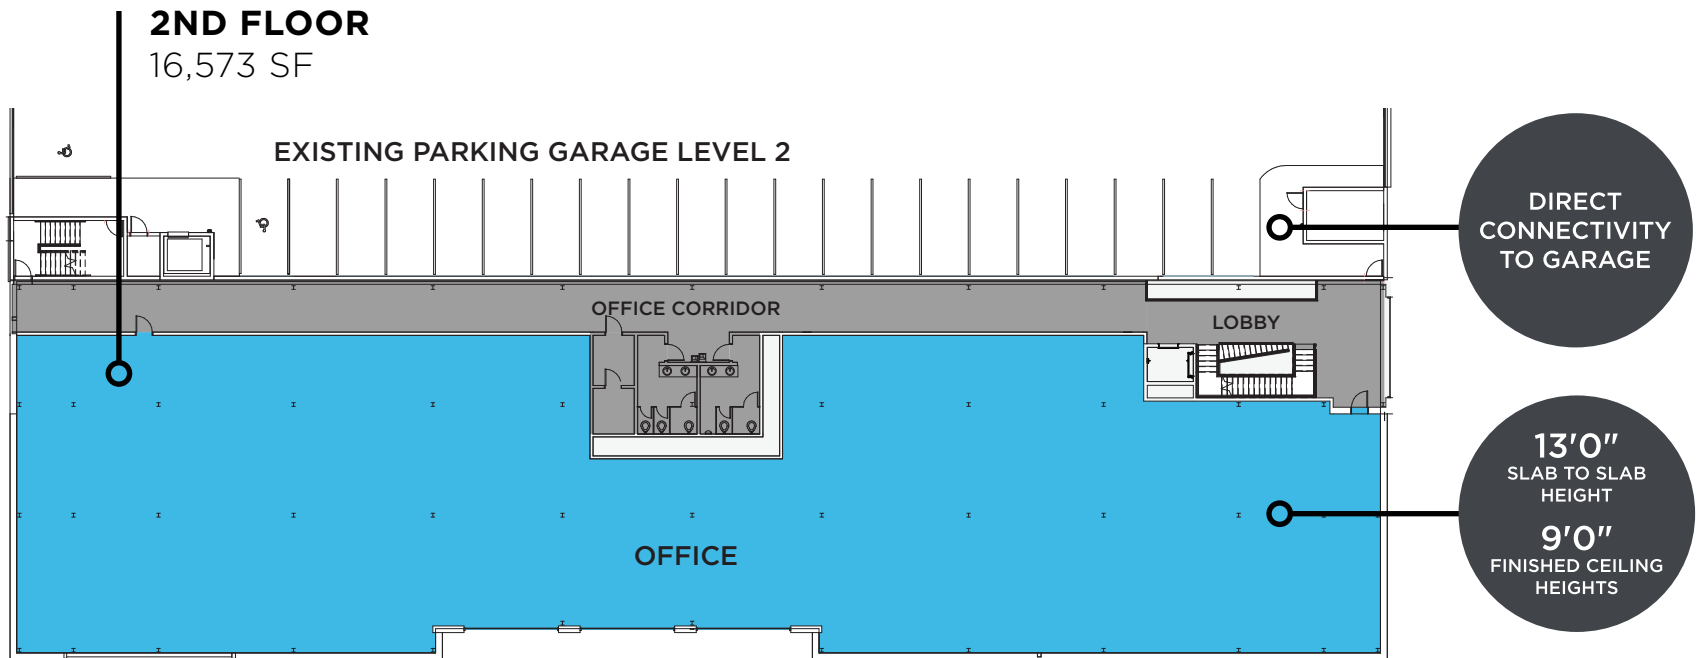 2ND FLOOR
16,573 SF
EXISTING PARKING GARAGE LEVEL 2
DIRECT
CONNECTIVITY
TO GARAGE
OFFICE CORRIDOR
LOBBY
13'0"
SLAB TO SLAB
HEIGHT
9'0"
FINISHED CEILING
HEIGHTS
OFFICE